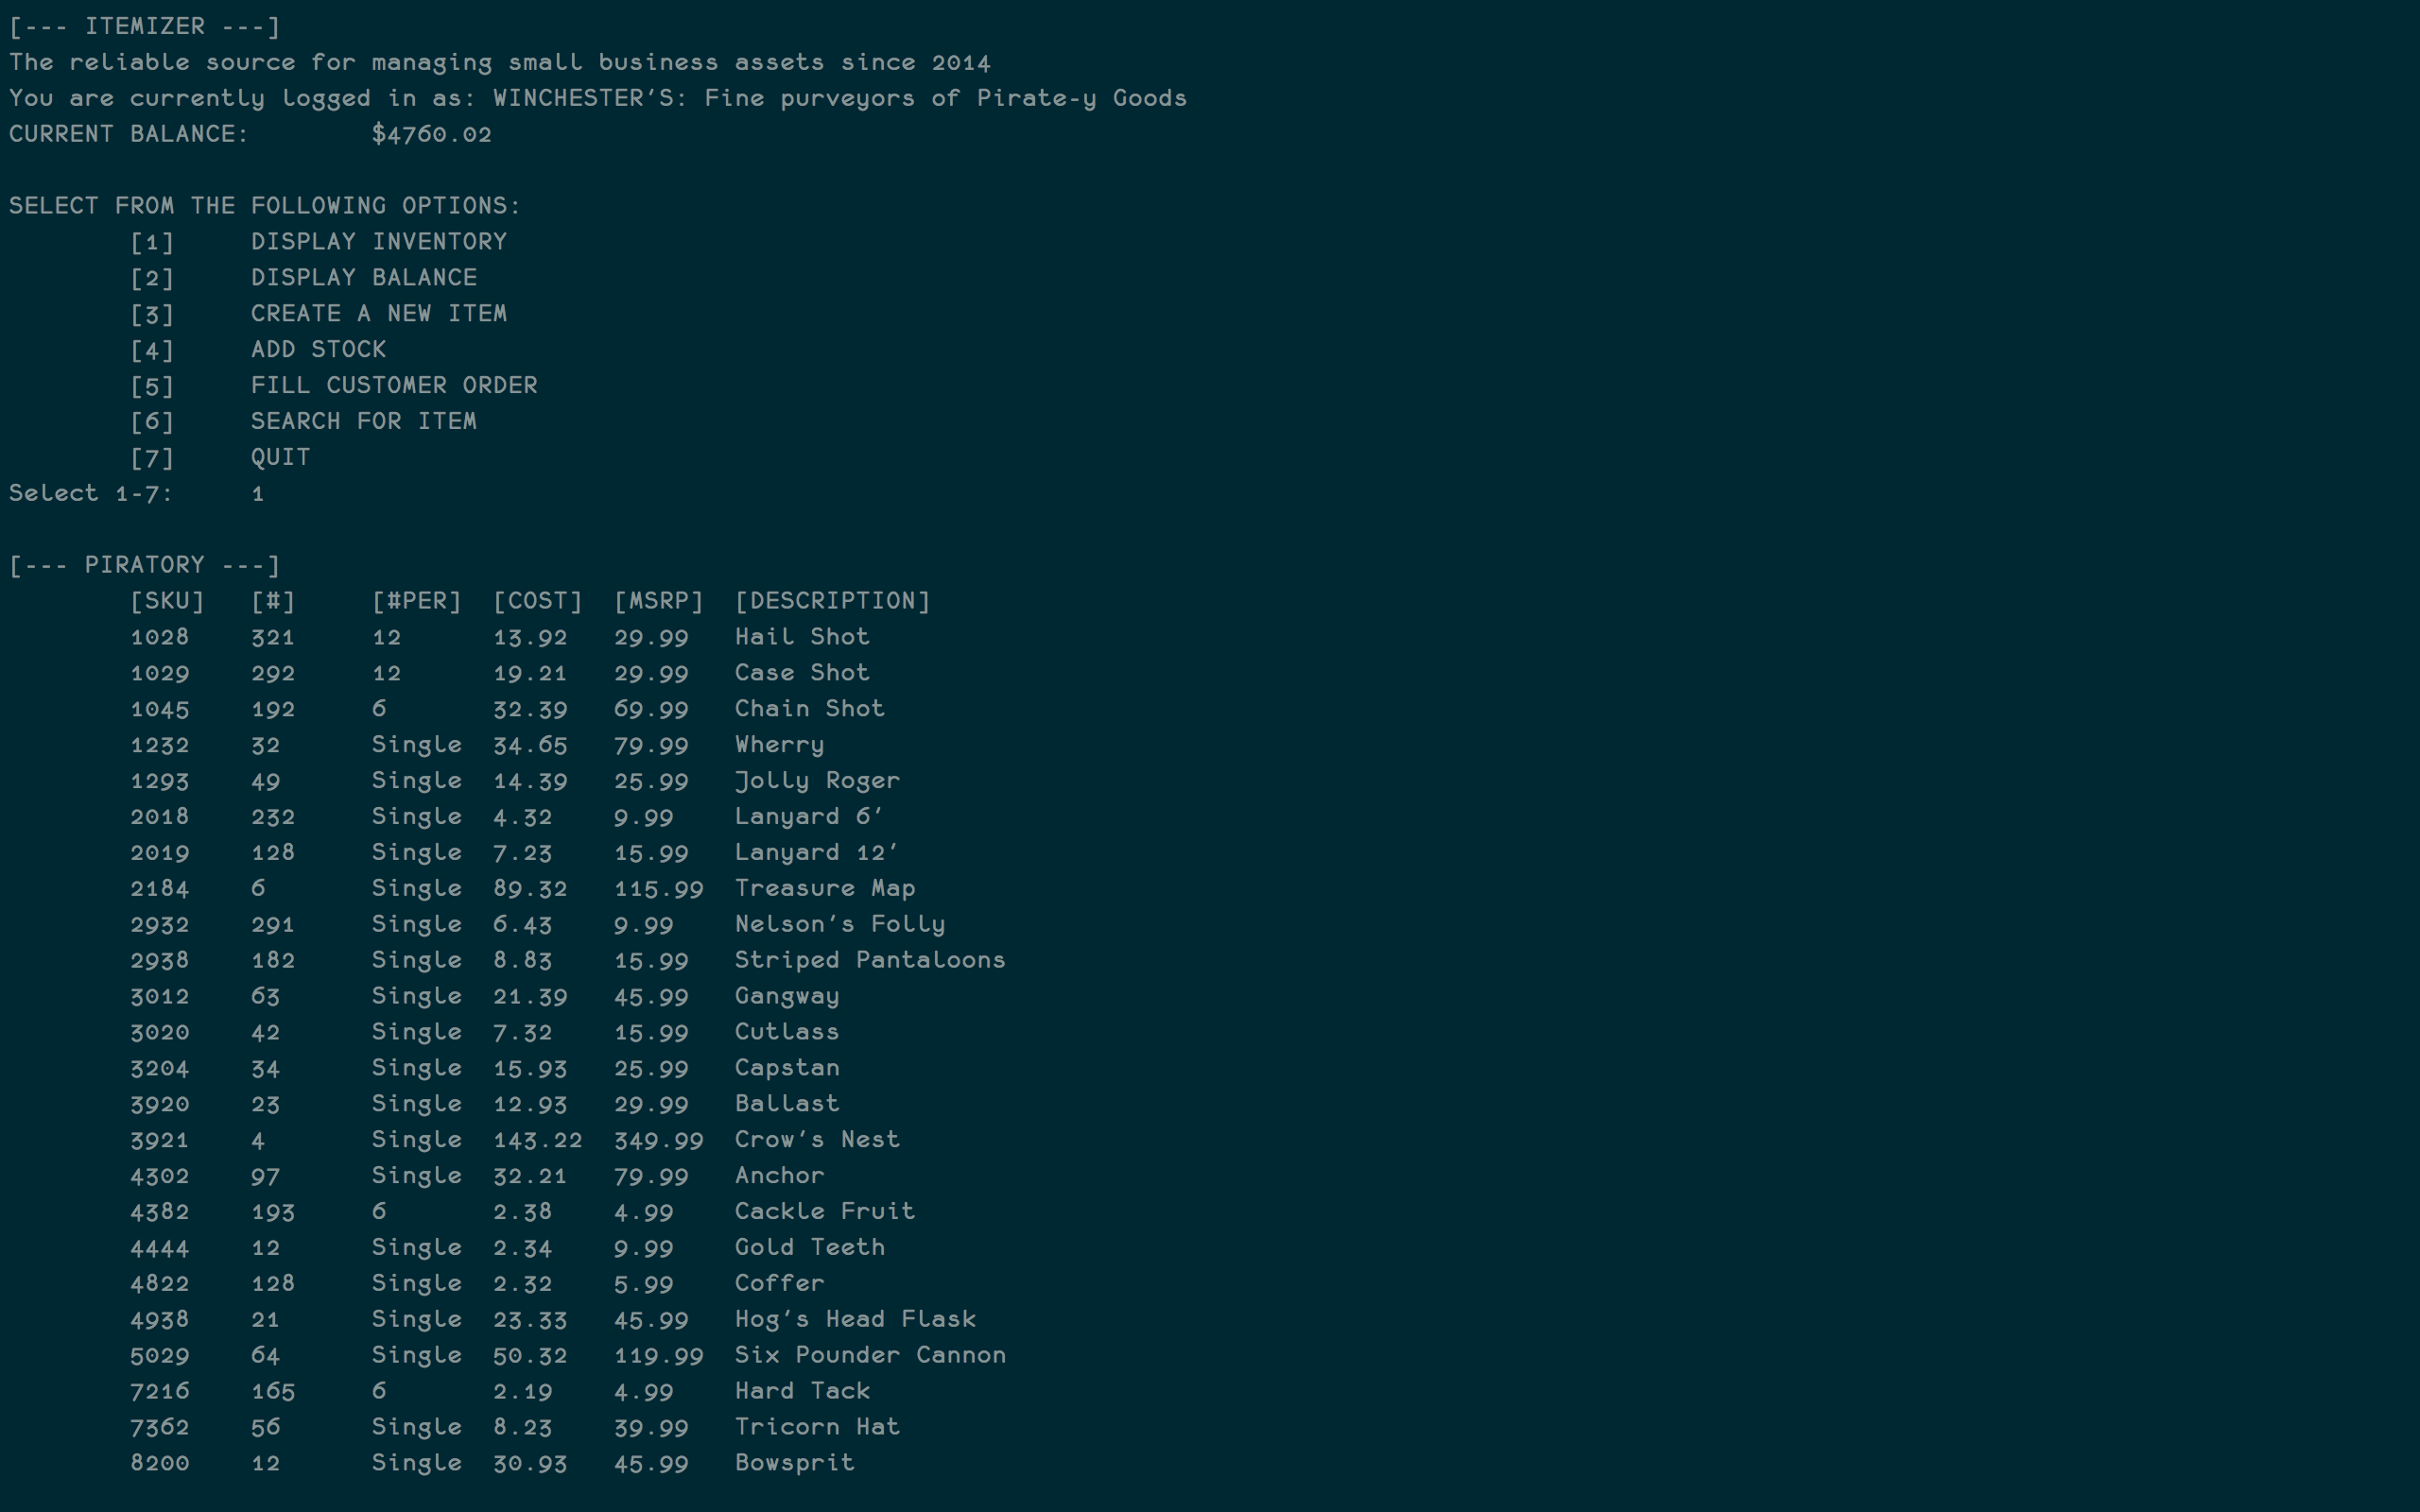 [--- ITEMIZER ---]
The reliable source for managing small business assets since 2014
You are currently logged in as: WINCHESTER'S: Fine purveyors of Pirate-y Goods
CURRENT BALANCE: $4760.02
SELECT FROM THE FOLLOWING OPTIONS:
[1] DISPLAY INVENTORY
[2] DISPLAY BALANCE
[3] CREATE A NEW ITEM
[4] ADD STOCK
[5] FILL CUSTOMER ORDER
[6] SEARCH FOR ITEM
[7] QUIT
Select 1-7: 1
[--- PIRATORY ---]
[SKU] [#] [#PER] [COST] [MSRP] [DESCRIPTION]
1028 321 12 13.92 29.99 Hail Shot
1029 292 12 19.21 29.99 Case Shot
1045 192 6 32.39 69.99 Chain Shot
1232 32 Single 34.65 79.99 Wherry
1293 49 Single 14.39 25.99 Jolly Roger
2018 232 Single 4.32 9.99 Lanyard 6'
2019 128 Single 7.23 15.99 Lanyard 12'
2184 6 Single 89.32 115.99 Treasure Map
2932 291 Single 6.43 9.99 Nelson's Folly
2938 182 Single 8.83 15.99 Striped Pantaloons
3012 63 Single 21.39 45.99 Gangway
3020 42 Single 7.32 15.99 Cutlass
3204 34 Single 15.93 25.99 Capstan
3920 23 Single 12.93 29.99 Ballast
3921 4 Single 143.22 349.99 Crow's Nest
4302 97 Single 32.21 79.99 Anchor
4382 193 6 2.38 4.99 Cackle Fruit
4444 12 Single 2.34 9.99 Gold Teeth
4822 128 Single 2.32 5.99 Coffer
4938 21 Single 23.33 45.99 Hog's Head Flask
5029 64 Single 50.32 119.99 Six Pounder Cannon
7216 165 6 2.19 4.99 Hard Tack
7362 56 Single 8.23 39.99 Tricorn Hat
8200 12 Single 30.93 45.99 Bowsprit